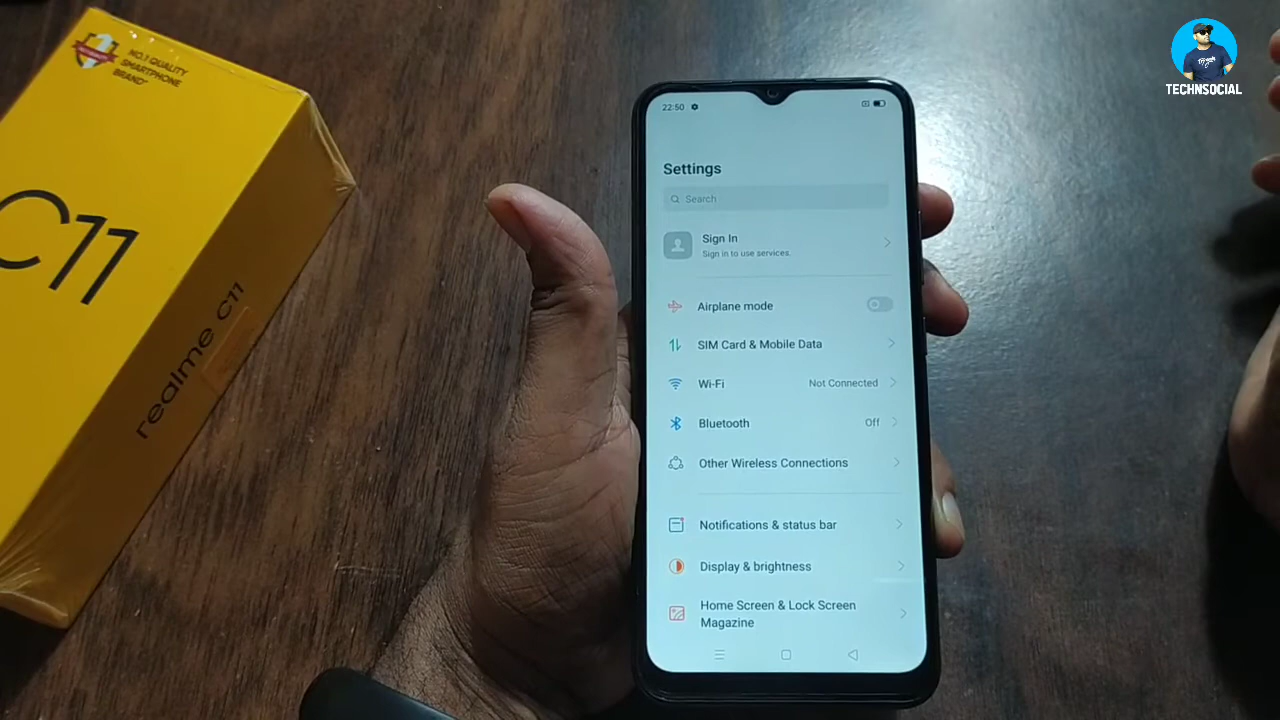 NO.1 QUALITY
SMARTPHONE
BRAND*
C11
realme C11
TECHNSOCIAL
22:50
Settings
Search
Sign In
Sign in to use services.
Airplane mode
SIM Card & Mobile Data
Wi-Fi Not Connected
Bluetooth Off
Other Wireless Connections
Notifications & status bar
Display & brightness
Home Screen & Lock Screen
Magazine